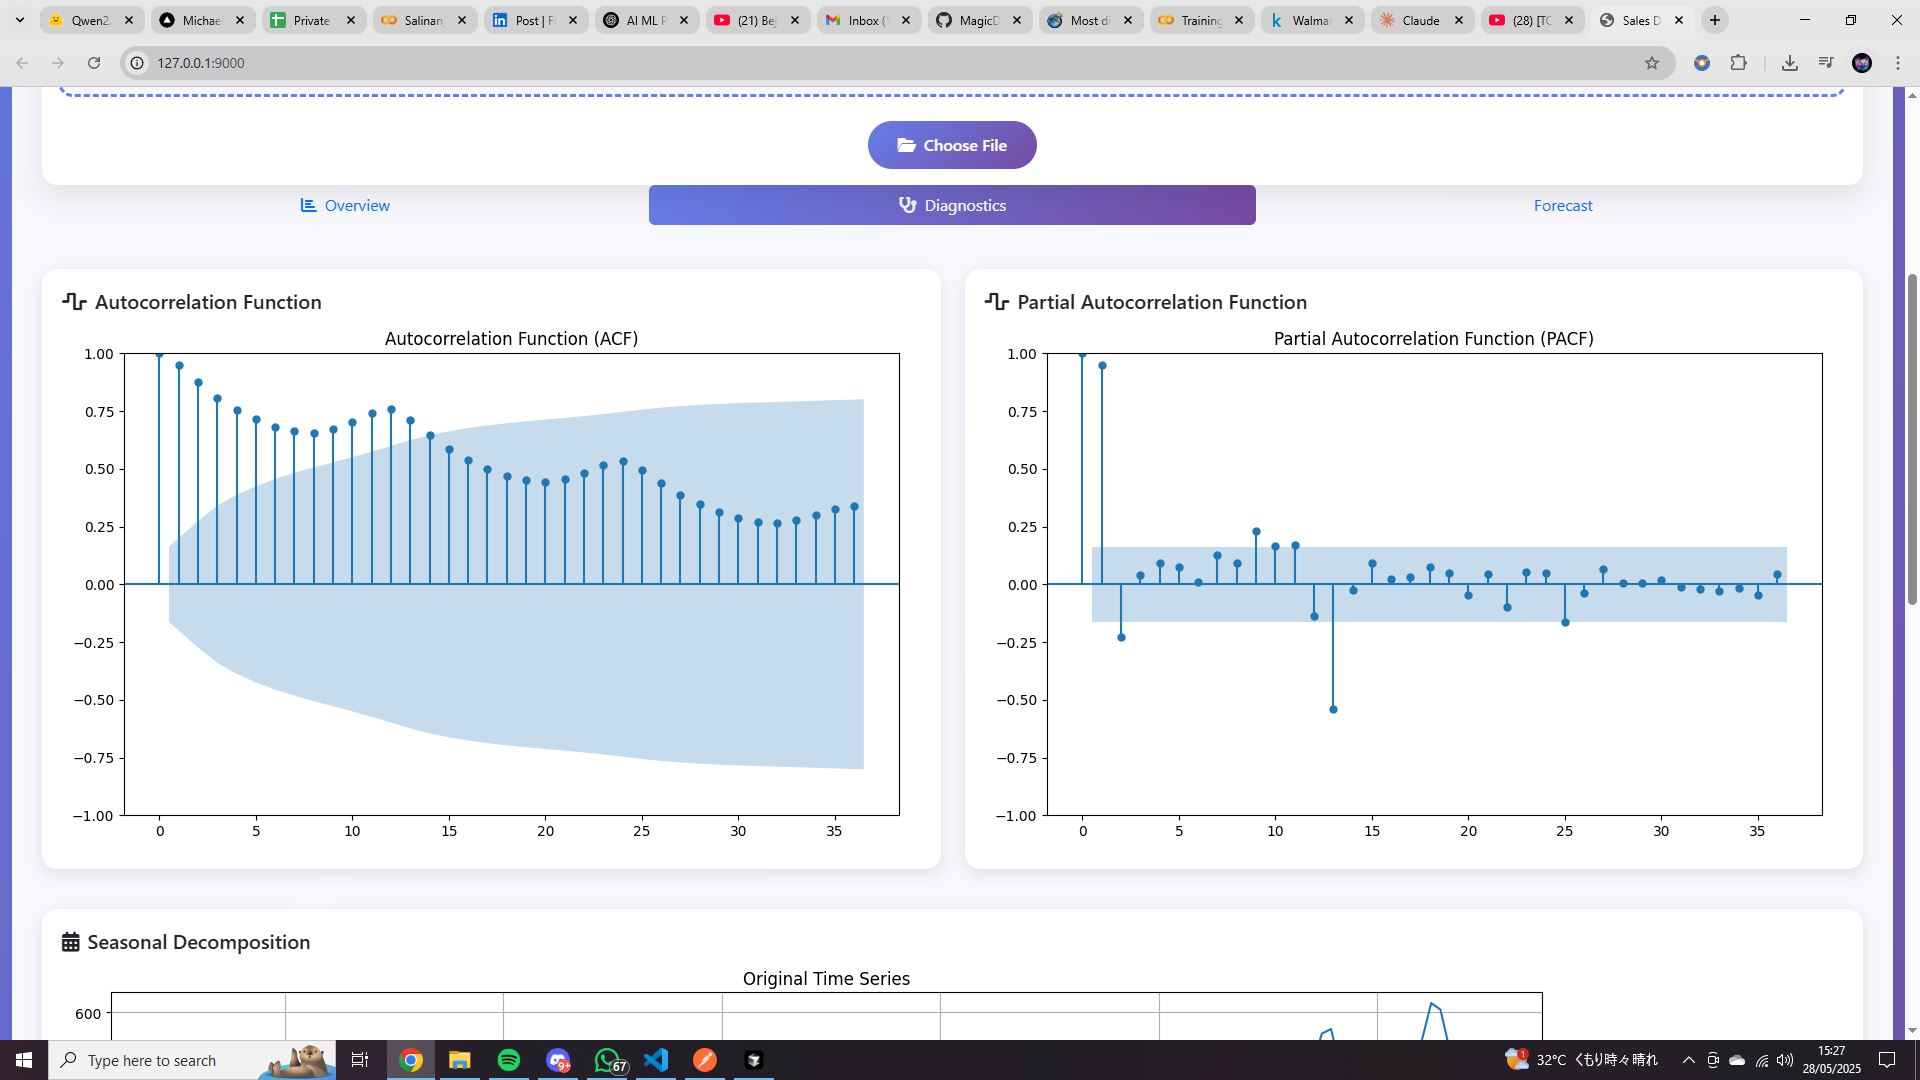 Qwen2.
Michae
Private
Salinan_
Post | F
AI ML P
(21) Bej
Inbox (
MagicD
Most di
Training
Walmar
Claude
(28) [TC
Sales D
127.0.0.1:9000
Choose File
Overview
Diagnostics
Forecast
Autocorrelation Function
Autocorrelation Function (ACF)
1.00
0.75
0.50
0.25
0.00
−0.25
−0.50
−0.75
−1.00
0 5 10 15 20 25 30 35
Partial Autocorrelation Function
Partial Autocorrelation Function (PACF)
1.00
0.75
0.50
0.25
0.00
−0.25
−0.50
−0.75
−1.00
0 5 10 15 20 25 30 35
Seasonal Decomposition
Original Time Series
600
Type here to search
9+
67
1
32°C くもり時々晴れ
15:27
28/05/2025